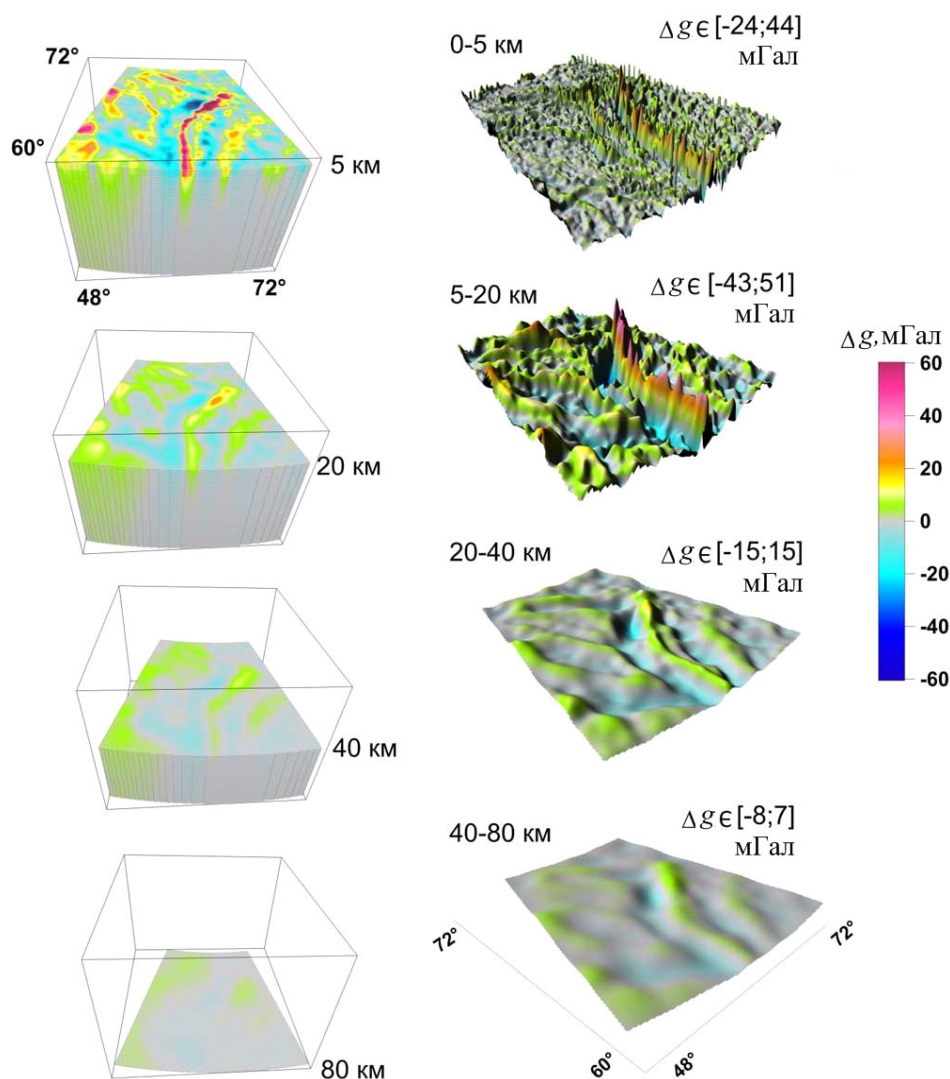 72°
60°
5 км
48°
72°
20 км
40 км
80 км
0-5 км
Δg∈[-24;44]
мГал
5-20 км
Δg∈[-43;51]
мГал
20-40 км
Δg∈[-15;15]
мГал
40-80 км
Δg∈[-8;7]
мГал
72°
72°
60°
48°
Δg,мГал
60
40
20
0
-20
-40
-60